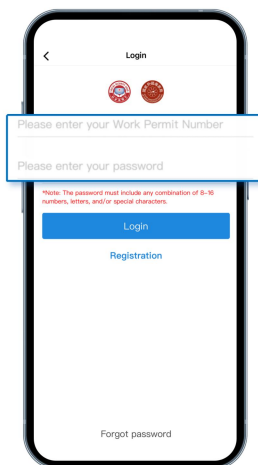 Login
Please enter your Work Permit Number
Please enter your password
*Note: The password must include any combination of 8-16
numbers, letters, and/or special characters.
Login
Registration
Forgot password